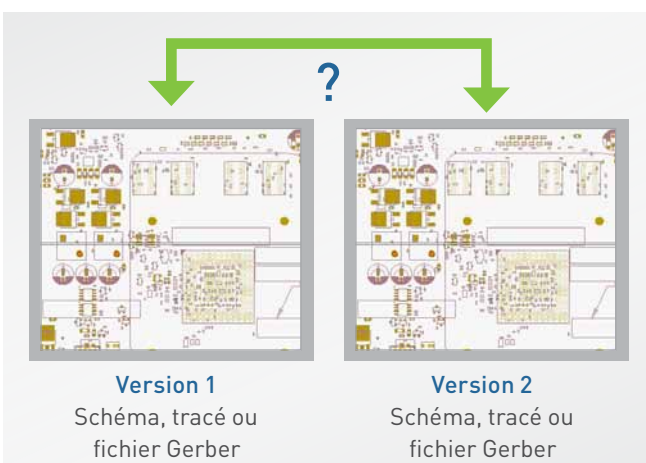 ?
Version 1
Schéma, tracé ou
fichier Gerber
Version 2
Schéma, tracé ou
fichier Gerber